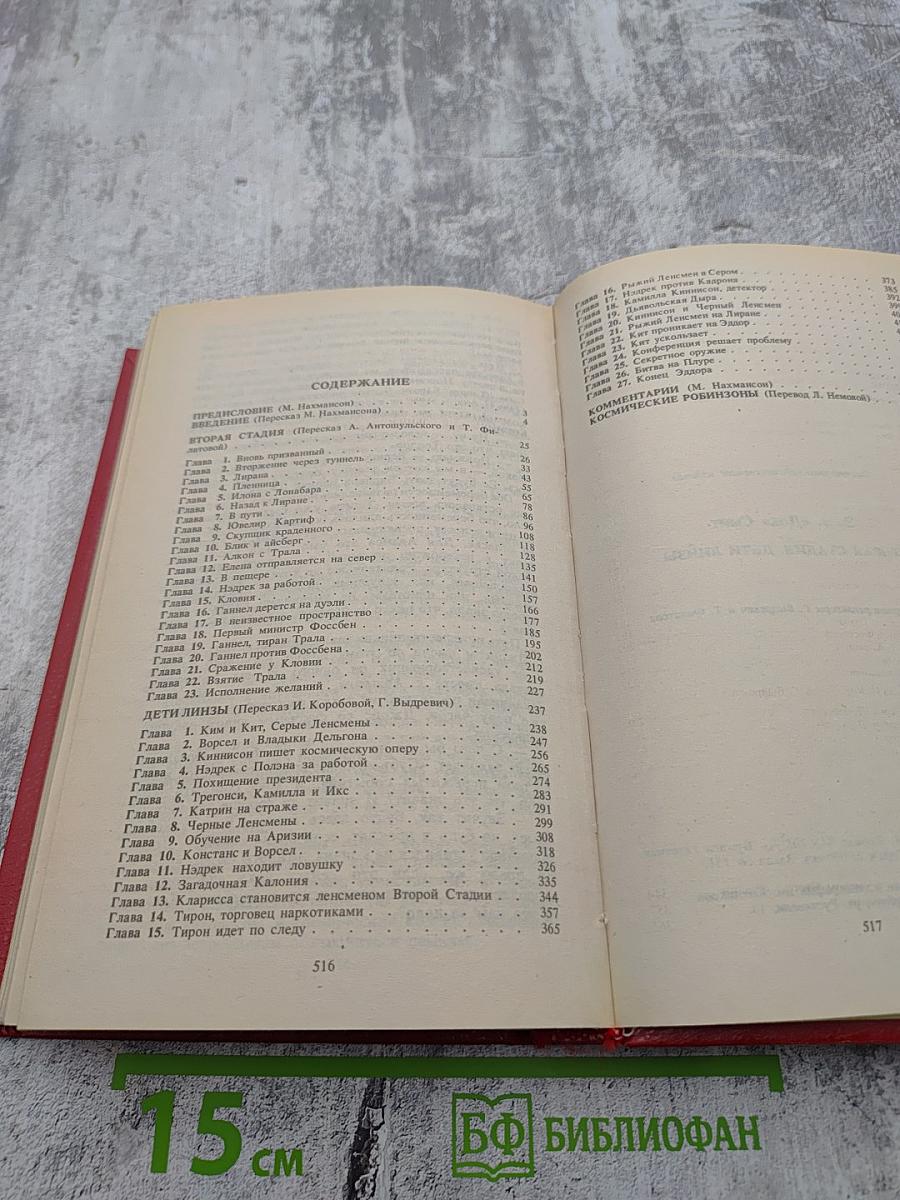 СОДЕРЖАНИЕ
ПРЕДИСЛОВИЕ (М. Нахмансон) . . . 3
ВВЕДЕНИЕ (Пересказ М. Нахмансона) . . . 4
ВТОРАЯ СТАДИЯ (Пересказ А. Антошульского и Т. Фи-
латовой) . . . 25
Глава 1. Вновь призванный . . . 26
Глава 2. Вторжение через туннель . . . 33
Глава 3. Лирана . . . 43
Глава 4. Пленница . . . 55
Глава 5. Илона с Лонабара . . . 65
Глава 6. Назад к Лиране . . . 78
Глава 7. В пути . . . 86
Глава 8. Ювелир Картиф . . . 96
Глава 9. Скупщик краденного . . . 108
Глава 10. Блик и айсберг . . . 118
Глава 11. Алкон с Трала . . . 128
Глава 12. Елена отправляется на север . . . 135
Глава 13. В пещере . . . 141
Глава 14. Нэдрек за работой . . . 150
Глава 15. Кловия . . . 157
Глава 16. Ганнел дерется на дуэли . . . 166
Глава 17. В неизвестное пространство . . . 177
Глава 18. Первый министр Фоссбен . . . 185
Глава 19. Ганнел, тиран Трала . . . 195
Глава 20. Ганнел против Фоссбена . . . 202
Глава 21. Сражение у Кловии . . . 212
Глава 22. Взятие Трала . . . 219
Глава 23. Исполнение желаний . . . 227
ДЕТИ ЛИНЗЫ (Пересказ И. Коробовой, Г. Выдревич) . . . 237
Глава 1. Ким и Кит, Серые Ленсмены . . . 238
Глава 2. Ворсел и Владыки Дельгона . . . 247
Глава 3. Киннисон пишет космическую оперу . . . 256
Глава 4. Нэдрек с Полэна за работой . . . 265
Глава 5. Похищение президента . . . 274
Глава 6. Трегонси, Камилла и Икс . . . 283
Глава 7. Катрин на страже . . . 291
Глава 8. Черные Ленсмены . . . 299
Глава 9. Обучение на Аризии . . . 308
Глава 10. Констанс и Ворсел . . . 318
Глава 11. Нэдрек находит ловушку . . . 326
Глава 12. Загадочная Калония . . . 335
Глава 13. Кларисса становится ленсменом Второй Стадии . . . 344
Глава 14. Тирон, торговец наркотиками . . . 357
Глава 15. Тирон идет по следу . . . 365
516
Глава 16. Рыжий Ленсмен в Сером . . . 373
Глава 17. Нэдрек против Кадрона . . . 385
Глава 18. Камилла Киннисон, детектор . . . 392
Глава 19. Дьявольская Дыра . . .
Глава 20. Киннисон и Черный Ленсмен
Глава 21. Рыжий Ленсмен на Лиране . . .
Глава 22. Кит проникает на Эддор . . .
Глава 23. Кит ускользает . . .
Глава 24. Конференция решает проблему
Глава 25. Секретное оружие . . .
Глава 26. Битва на Плуре . . .
Глава 27. Конец Эддора . . .
КОММЕНТАРИИ (М. Нахмансон) . . .
КОСМИЧЕСКИЕ РОБИНЗОНЫ (Перевод Л. Немовой) . . .
517
15 см
БФ БИБЛИОФАН